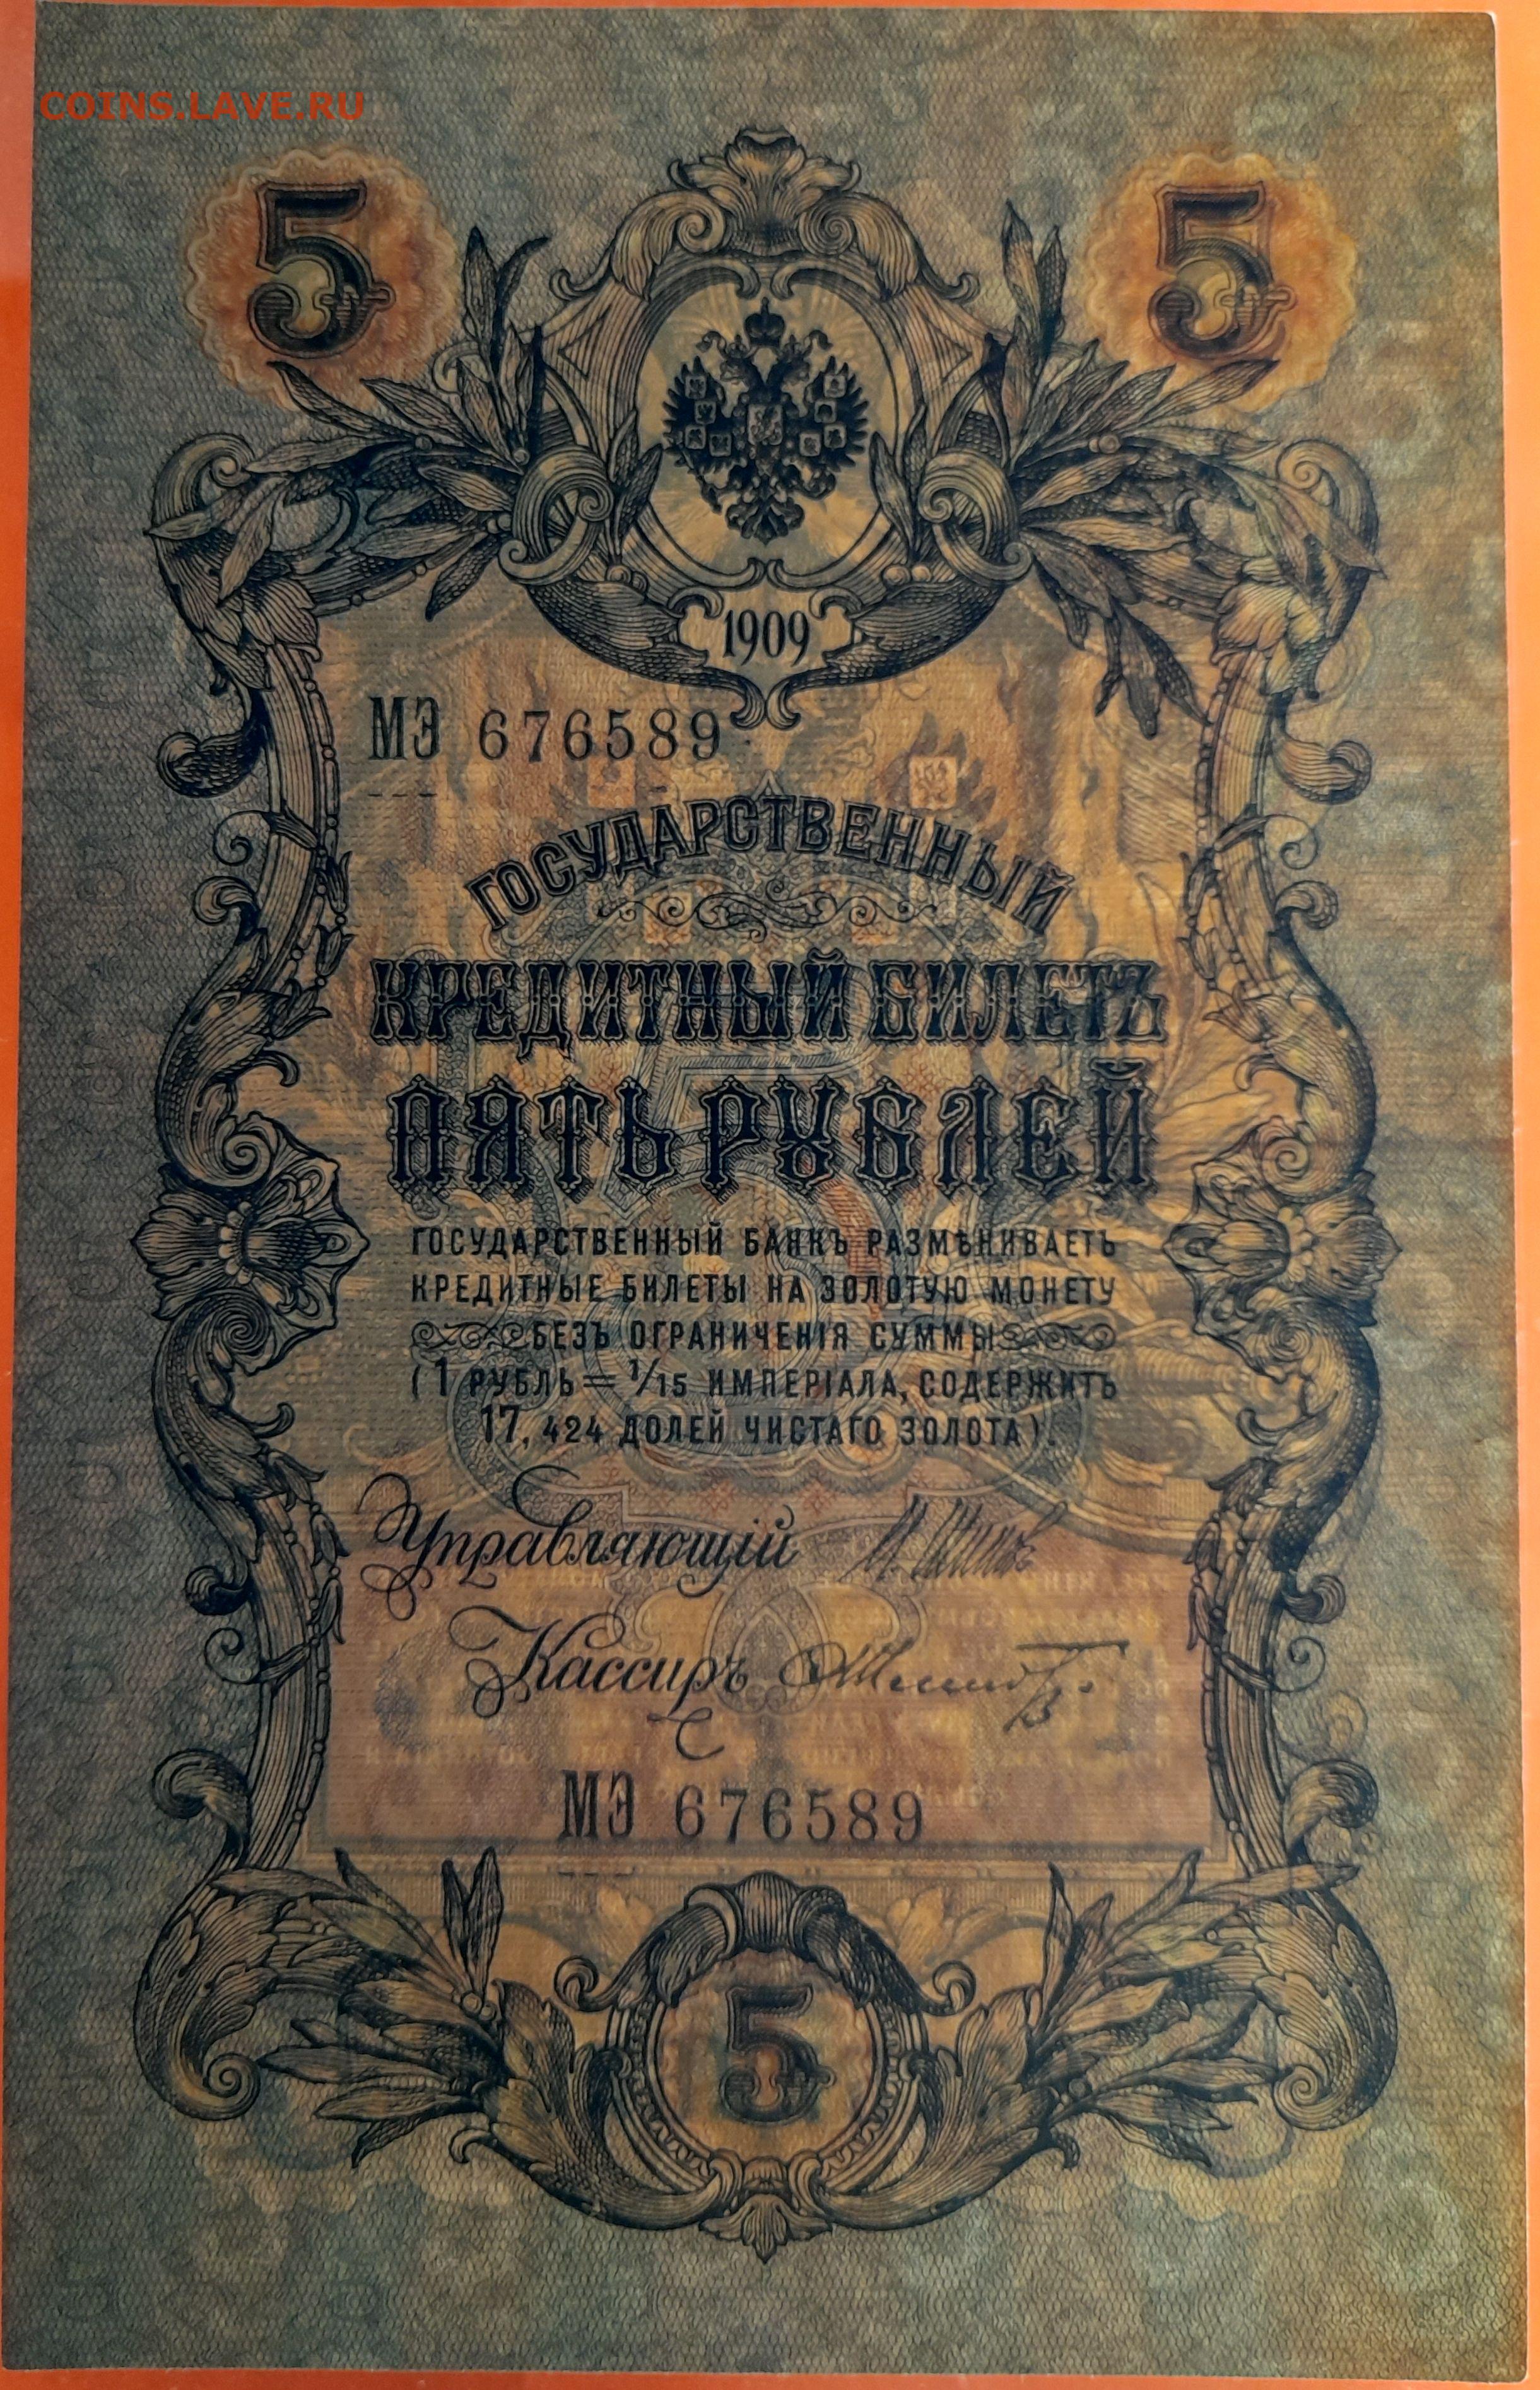 COINS.LAVE.RU
5 5
1909
МЭ 676589
ГОСУДАРСТВЕННЫЙ
КРЕДИТНЫЙ БИЛЕТЪ
ПЯТЬ РУБЛЕЙ
ГОСУДАРСТВЕННЫЙ БАНКЪ РАЗМѢНИВАЕТЪ
КРЕДИТНЫЕ БИЛЕТЫ НА ЗОЛОТУЮ МОНЕТУ
БЕЗЪ ОГРАНИЧЕНІЯ СУММЫ
(1 РУБЛЬ = 1/15 ИМПЕРІАЛА, СОДЕРЖИТЪ
17,424 ДОЛЕЙ ЧИСТАГО ЗОЛОТА).
Управляющій
Кассиръ
МЭ 676589
5